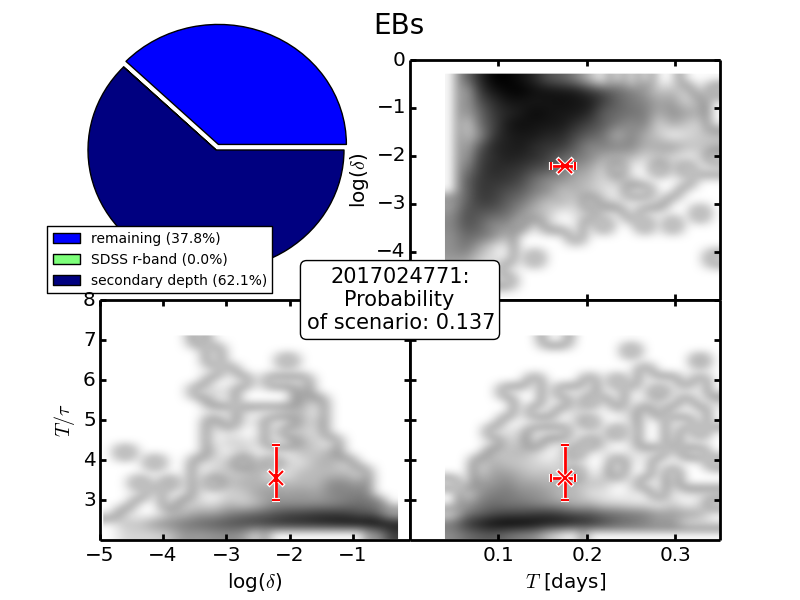 EBs
remaining (37.8%)
SDSS r-band (0.0%)
secondary depth (62.1%)
log(δ)
0
−1
−2
−3
−4
2017024771:
Probability
of scenario: 0.137
T/τ
8
7
6
5
4
3
−5 −4 −3 −2 −1
log(δ)
0.1 0.2 0.3
T [days]